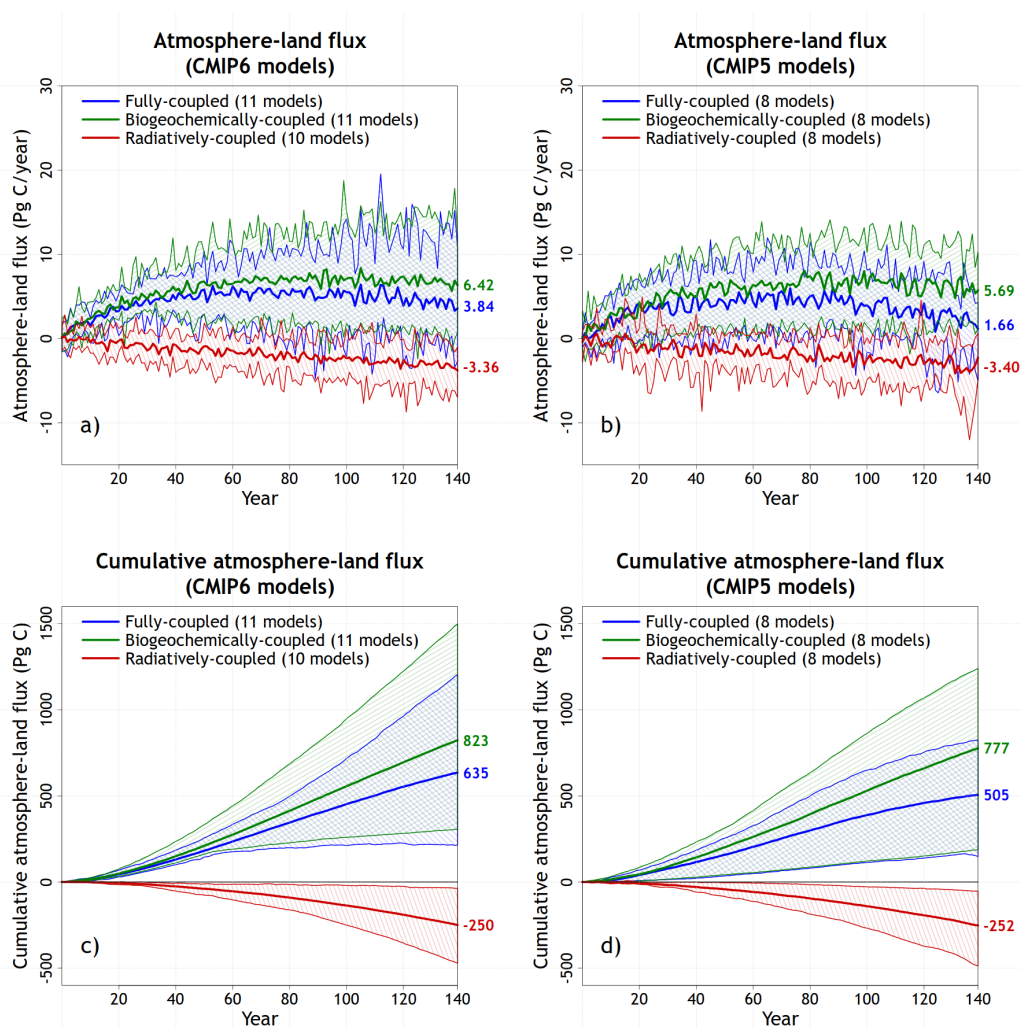 Atmosphere-land flux
(CMIP6 models)
Atmosphere-land flux (Pg C/year)
30
20
10
0
-10
Fully-coupled (11 models)
Biogeochemically-coupled (11 models)
Radiatively-coupled (10 models)
6.42
3.84
-3.36
a)
20 40 60 80 100 120 140
Year
Atmosphere-land flux
(CMIP5 models)
Atmosphere-land flux (Pg C/year)
30
20
10
0
-10
Fully-coupled (8 models)
Biogeochemically-coupled (8 models)
Radiatively-coupled (8 models)
5.69
1.66
-3.40
b)
20 40 60 80 100 120 140
Year
Cumulative atmosphere-land flux
(CMIP6 models)
Cumulative atmosphere-land flux (Pg C)
1500
1000
500
0
-500
Fully-coupled (11 models)
Biogeochemically-coupled (11 models)
Radiatively-coupled (10 models)
823
635
-250
c)
20 40 60 80 100 120 140
Year
Cumulative atmosphere-land flux
(CMIP5 models)
Cumulative atmosphere-land flux (Pg C)
1500
1000
500
0
-500
Fully-coupled (8 models)
Biogeochemically-coupled (8 models)
Radiatively-coupled (8 models)
777
505
-252
d)
20 40 60 80 100 120 140
Year